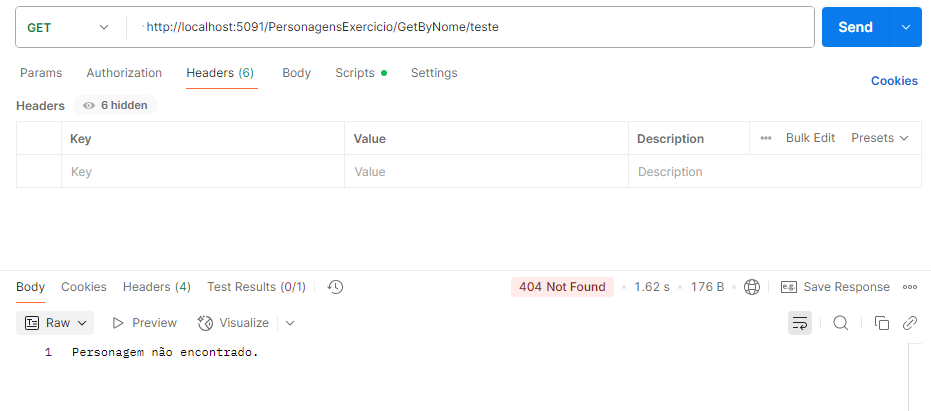 GET http://localhost:5091/PersonagensExercicio/GetByNome/teste Send
Params Authorization Headers (6) Body Scripts Settings Cookies
Headers 6 hidden
Key Value Description Bulk Edit Presets
Key Value Description
Body Cookies Headers (4) Test Results (0/1) 404 Not Found 1.62 s 176 B e.g. Save Response
Raw Preview Visualize
1 Personagem não encontrado.